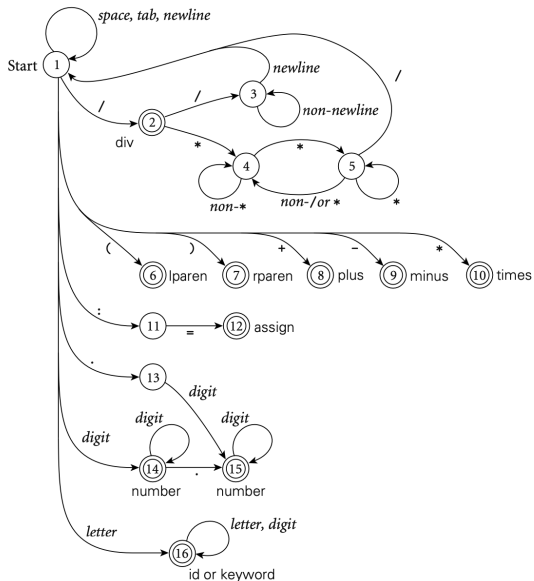 space, tab, newline
Start 1
newline
/
/ / 3
non-newline
2
div
* * 
4 5
non-* non-/or * *
( ) + - *
6 lparen 7 rparen 8 plus 9 minus 10 times
:
11 = 12 assign
.
13
digit
digit digit
digit
14 . 15
number number
letter letter, digit
16
id or keyword